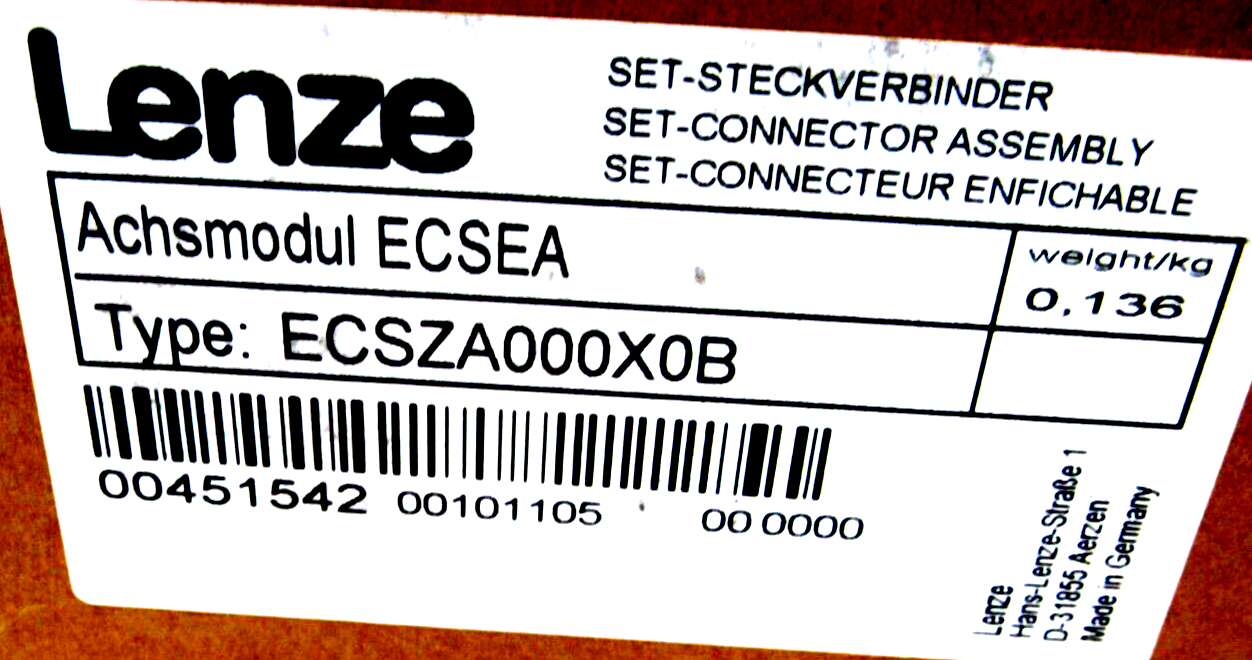 Lenze
SET-STECKVERBINDER
SET-CONNECTOR ASSEMBLY
SET-CONNECTEUR ENFICHABLE
Achsmodul ECSEA
weight/kg
0,136
Type: ECSZA000X0B
00451542 00101105 00 0000
Lenze
Hans-Lenze-Straße 1
D-31855 Aerzen
Made in Germany